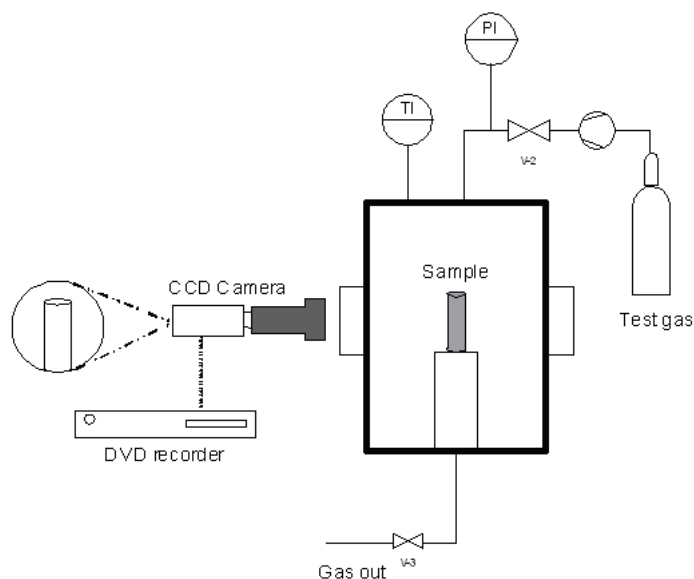 PI
TI
V-2
Sample
CCD Camera
Test gas
DVD recorder
V-3
Gas out